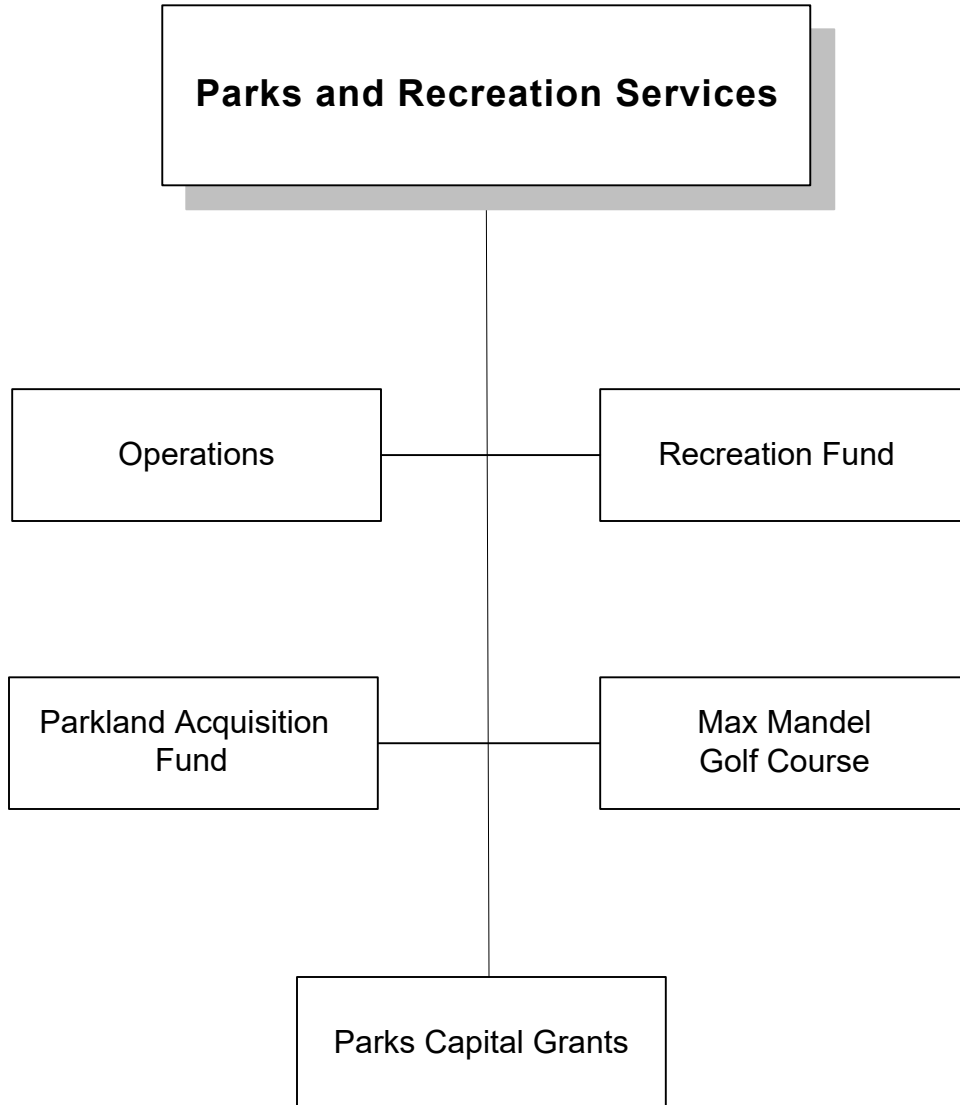 Parks and Recreation Services
Operations
Recreation Fund
Parkland Acquisition
Fund
Max Mandel
Golf Course
Parks Capital Grants